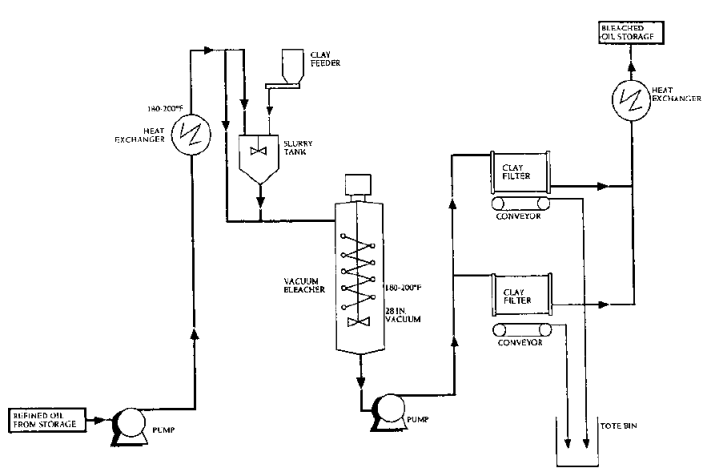 BLEACHED
OIL STORAGE
CLAY
FEEDER
HEAT
EXCHANGER
180-200°F
HEAT
EXCHANGER
SLURRY
TANK
CLAY
FILTER
CONVEYOR
VACUUM
BLEACHER
180-200°F
28 IN.
VACUUM
CLAY
FILTER
CONVEYOR
REFINED OIL
FROM STORAGE
PUMP
PUMP
TOTE BIN